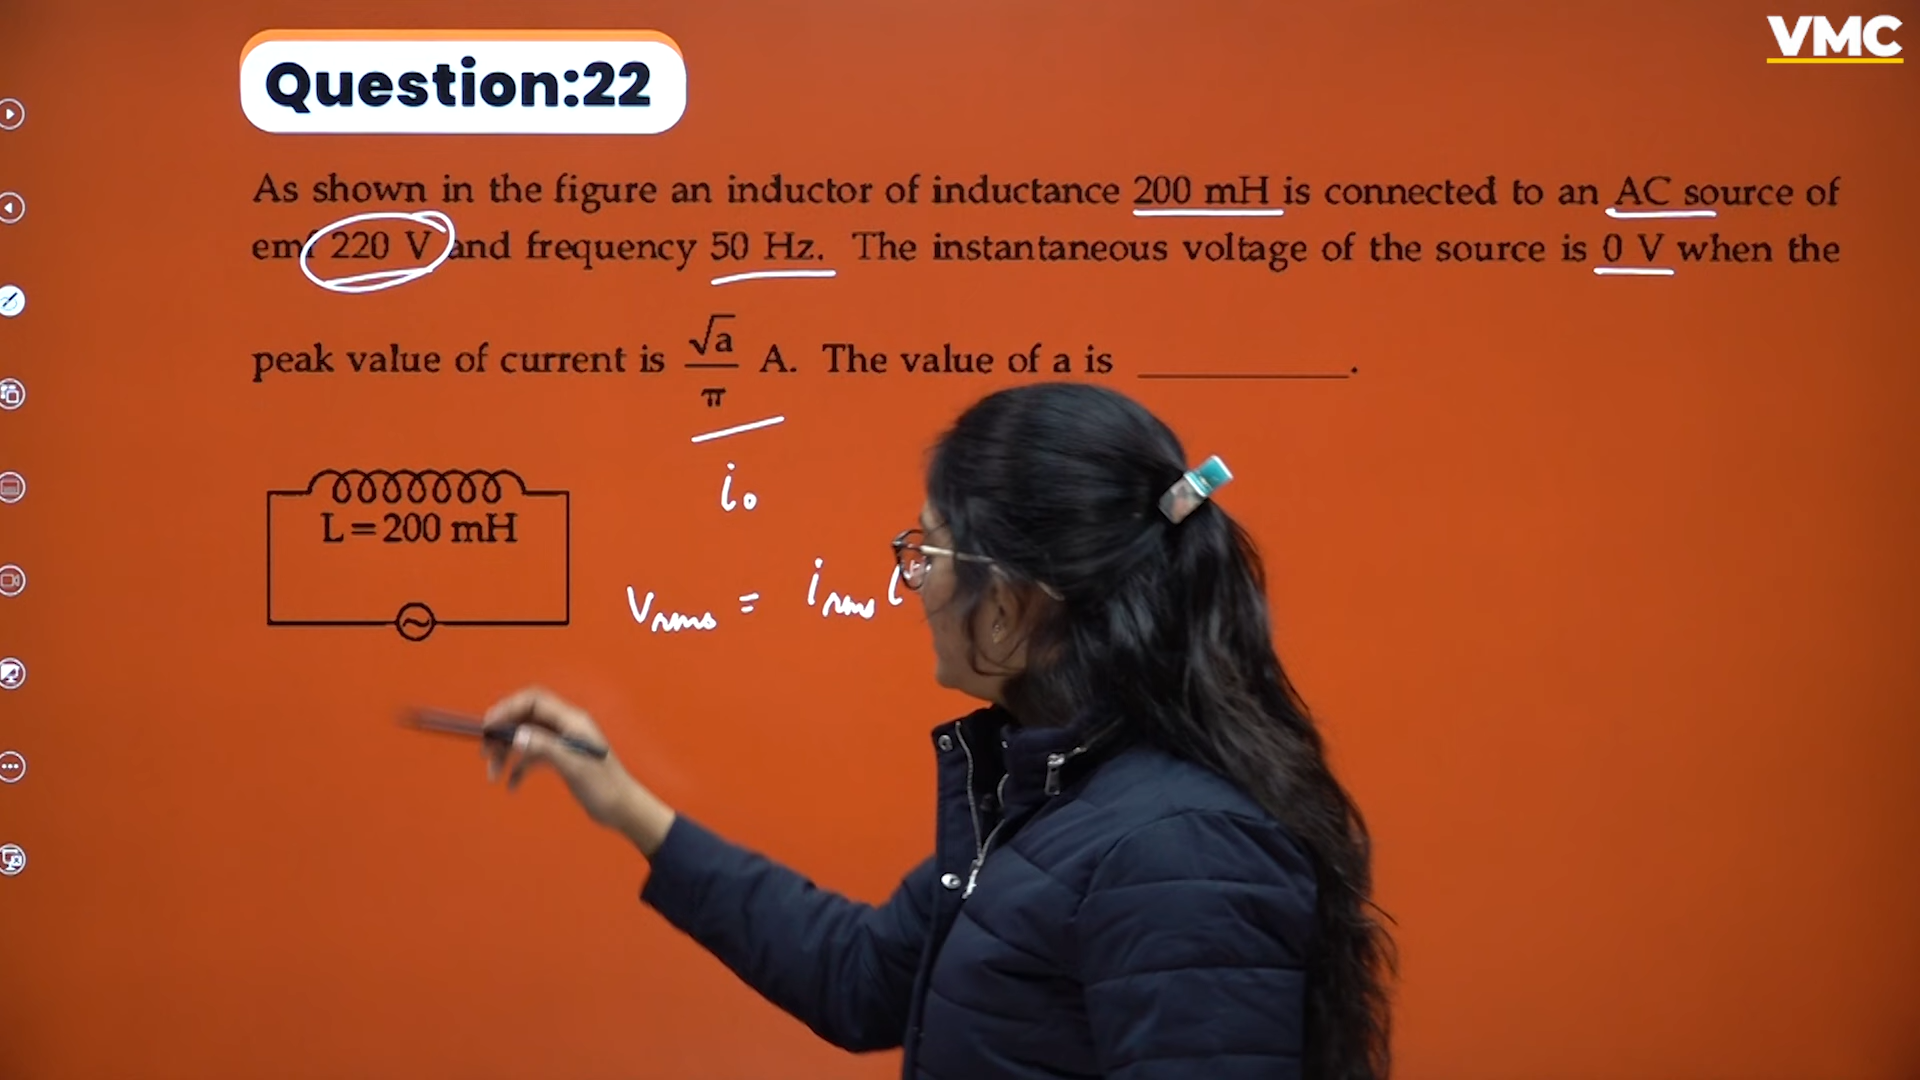 VMC
Question:22
As shown in the figure an inductor of inductance 200 mH is connected to an AC source of
emf 220 V and frequency 50 Hz. The instantaneous voltage of the source is 0 V when the
peak value of current is √a/π A. The value of a is ________.
i₀
L=200 mH
Vrms = irms